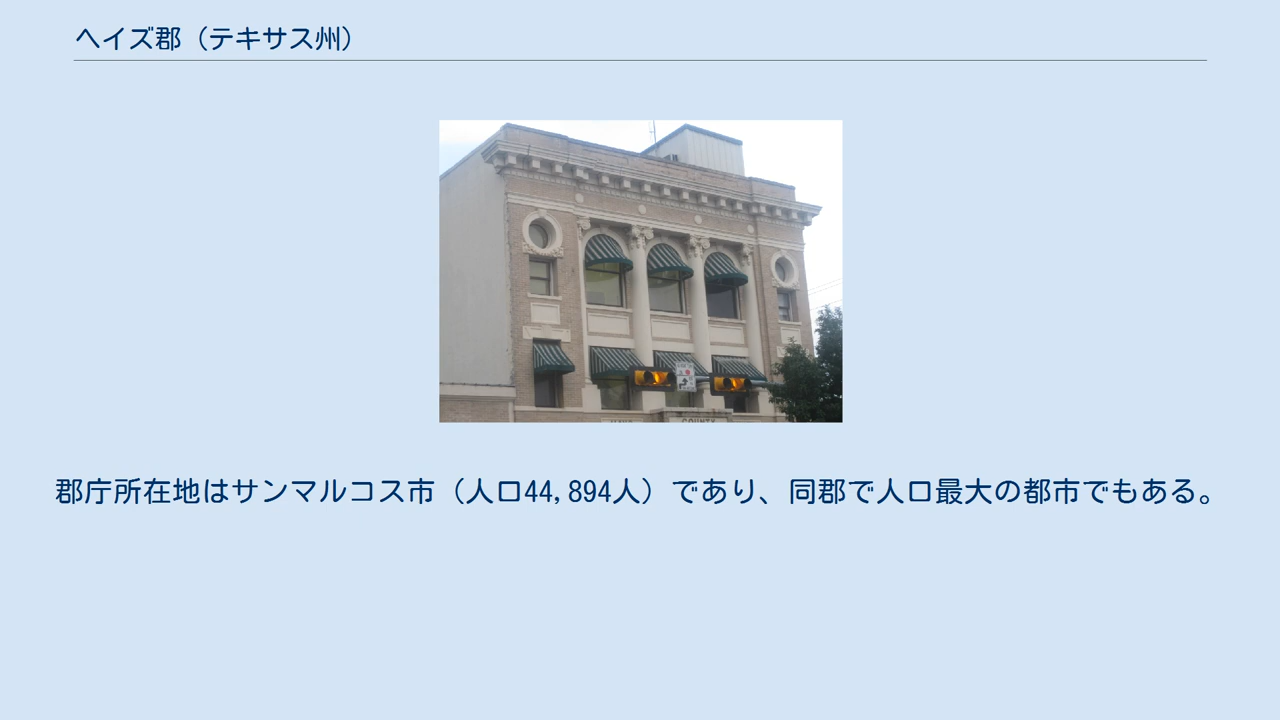 ヘイズ郡（テキサス州）
COUNTY
郡庁所在地はサンマルコス市（人口44,894人）であり、同郡で人口最大の都市でもある。